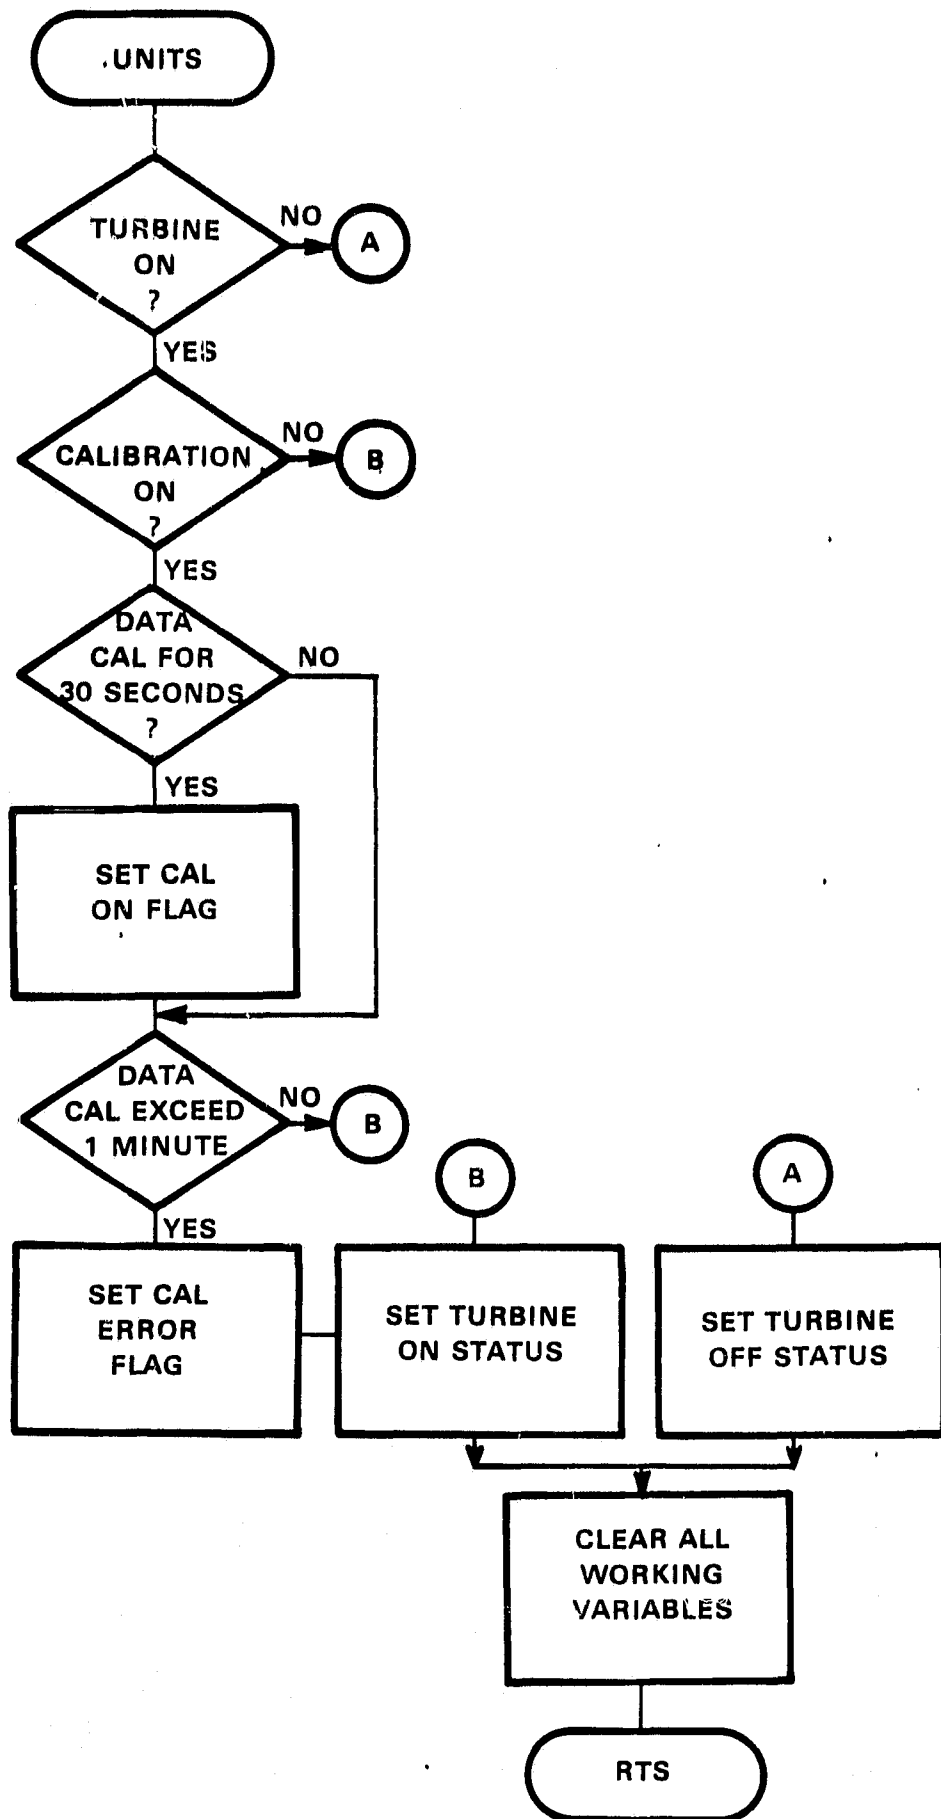 UNITS
TURBINE
ON
?
NO
A
YES
CALIBRATION
ON
?
NO
B
YES
DATA
CAL FOR
30 SECONDS
?
NO
YES
SET CAL
ON FLAG
DATA
CAL EXCEED
1 MINUTE
NO
B
YES
SET CAL
ERROR
FLAG
B
SET TURBINE
ON STATUS
A
SET TURBINE
OFF STATUS
CLEAR ALL
WORKING
VARIABLES
RTS